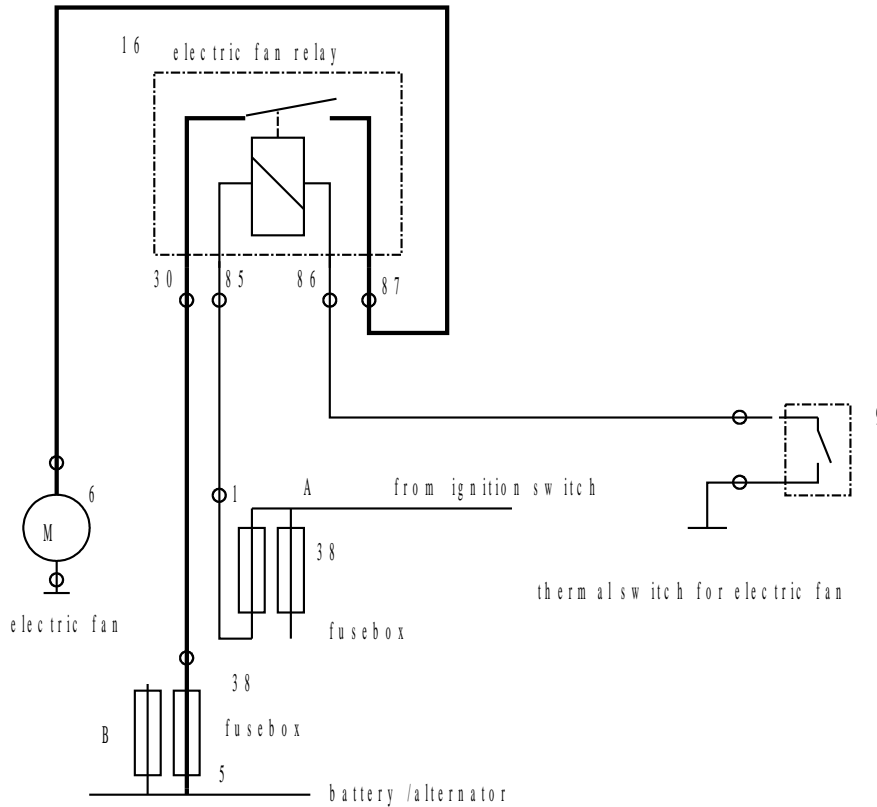 16
electric fan relay
30
85
86
87
6
M
electric fan
1
A
from ignition switch
38
fusebox
thermal switch for electric fan
38
fusebox
B
5
battery/alternator